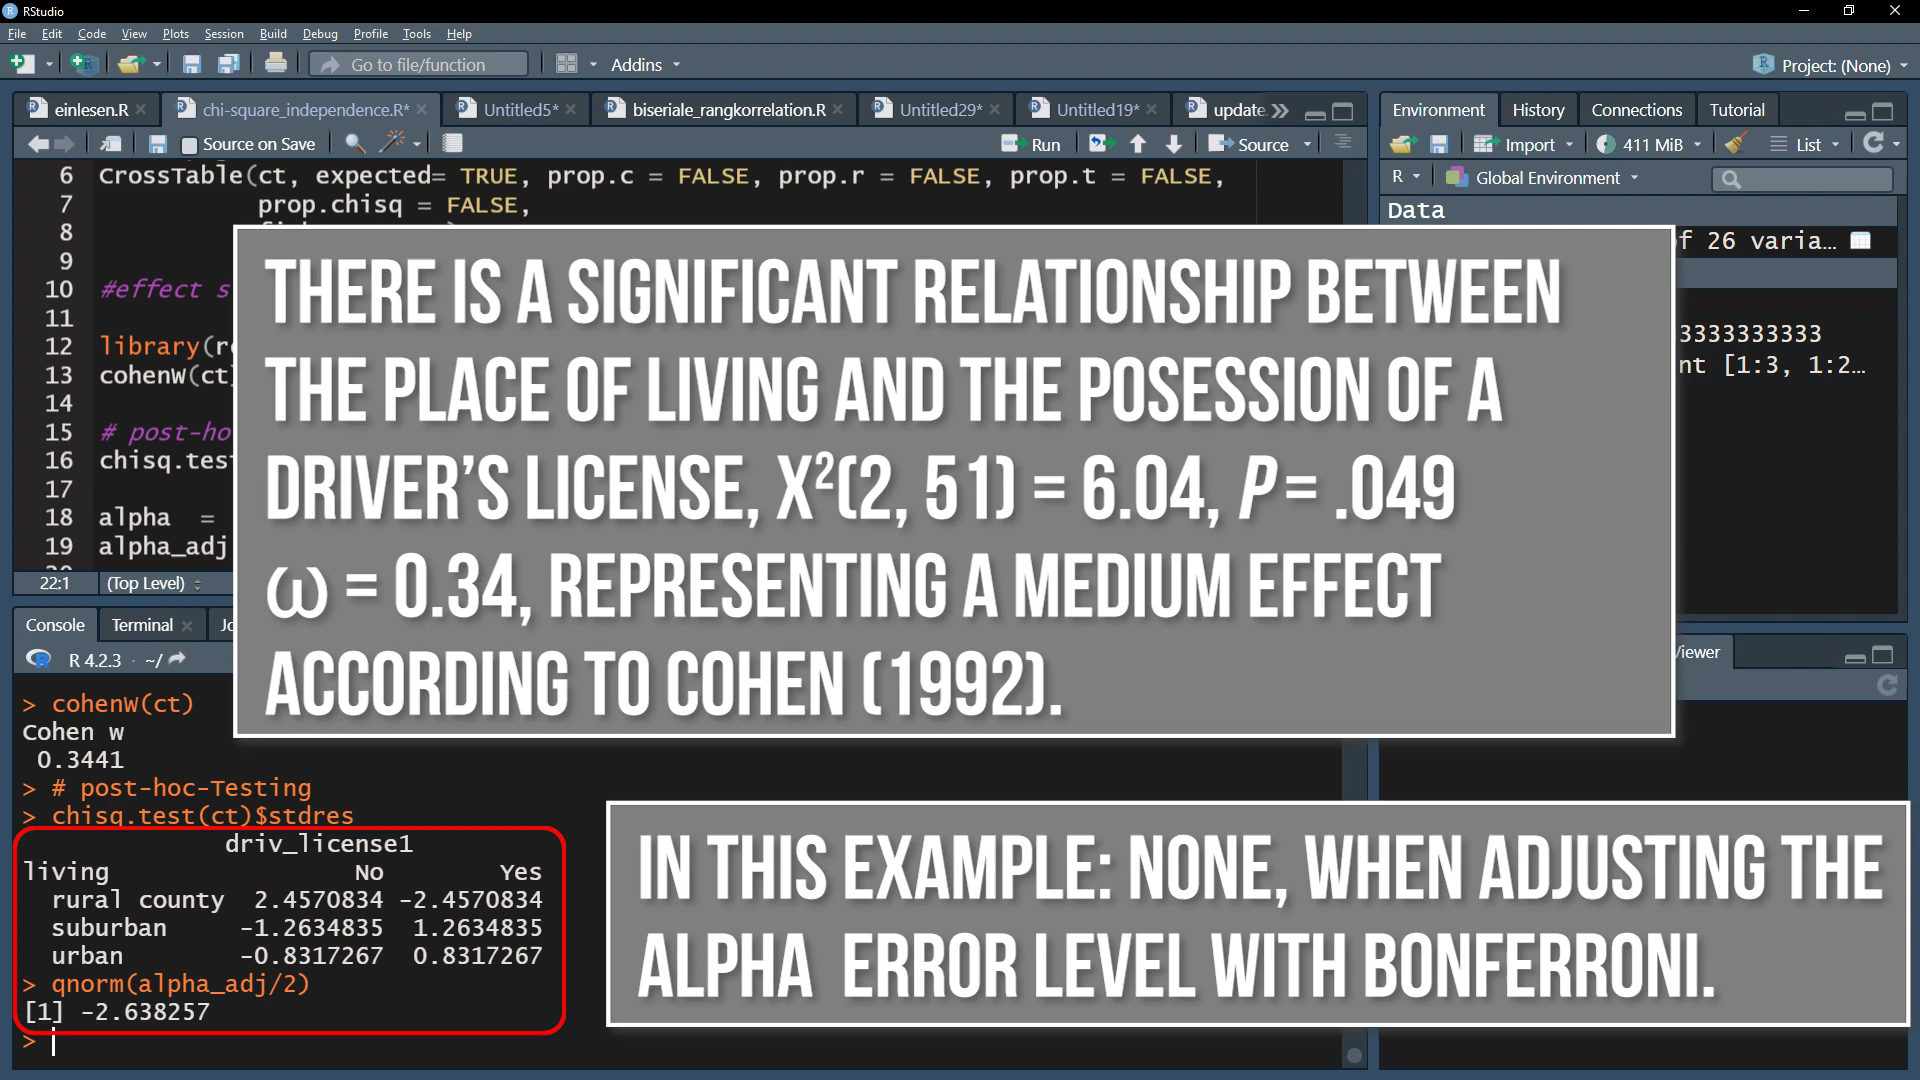 RStudio
File Edit Code View Plots Session Build Debug Profile Tools Help
Go to file/function Addins Project: (None)
einlesen.R chi-square_independence.R* Untitled5* biseriale_rangkorrelation.R Untitled29* Untitled19* update
Source on Save Run Source
6 CrossTable(ct, expected= TRUE, prop.c = FALSE, prop.r = FALSE, prop.t = FALSE,
7 prop.chisq = FALSE,
8
9
10 #effect s
11
12 library(r
13 cohenW(ct
14
15 # post-ho
16 chisq.tes
17
18 alpha =
19 alpha_adj
22:1 (Top Level)
Environment History Connections Tutorial
Import 411 MiB List
R Global Environment
Data
f 26 varia...
3333333333
nt [1:3, 1:2...
THERE IS A SIGNIFICANT RELATIONSHIP BETWEEN
THE PLACE OF LIVING AND THE POSESSION OF A
DRIVER'S LICENSE, X²(2, 51) = 6.04, P = .049
ω = 0.34, REPRESENTING A MEDIUM EFFECT
ACCORDING TO COHEN (1992).
Console Terminal Jo
R 4.2.3 · ~/
> cohenW(ct)
Cohen w
0.3441
> # post-hoc-Testing
> chisq.test(ct)$stdres
driv_license1
living No Yes
rural county 2.4570834 -2.4570834
suburban -1.2634835 1.2634835
urban -0.8317267 0.8317267
> qnorm(alpha_adj/2)
[1] -2.638257
>
iewer
IN THIS EXAMPLE: NONE, WHEN ADJUSTING THE
ALPHA ERROR LEVEL WITH BONFERRONI.